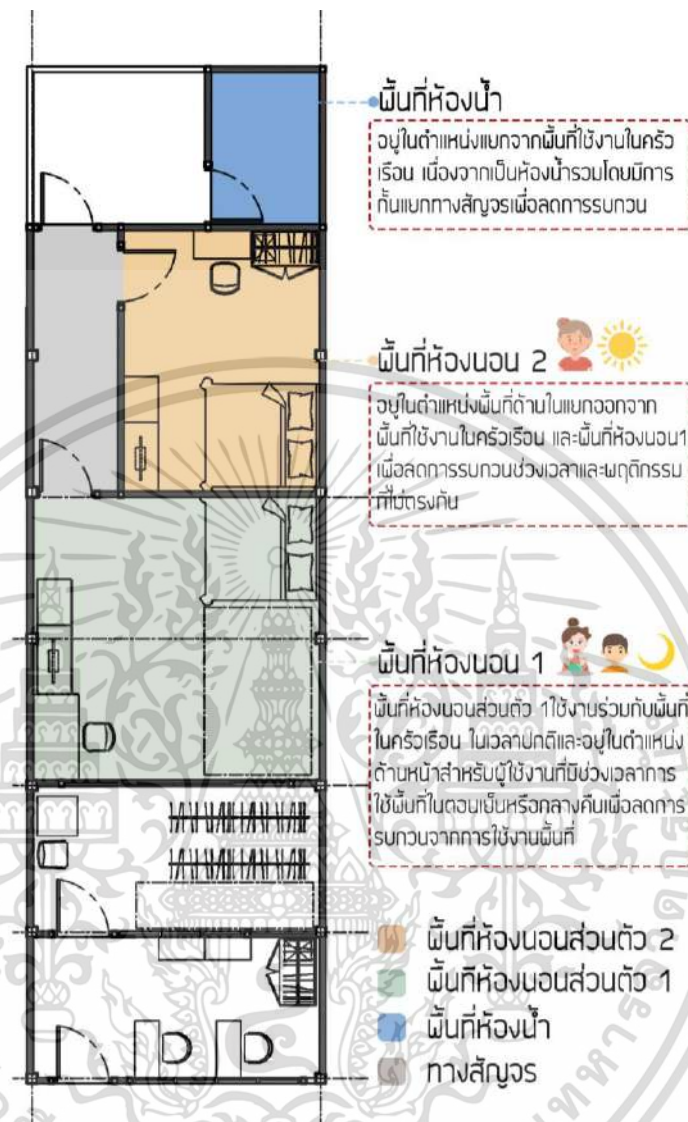 พื้นที่ห้องน้ำ
อยู่ในตำแหน่งแยกจากพื้นที่ใช้งานในครัว
เรือน เนื่องจากเป็นห้องน้ำรวมโดยมีการ
กั้นแยกทางสัญจรเพื่อลดการรบกวน
พื้นที่ห้องนอน 2
อยู่ในตำแหน่งพื้นที่ด้านในแยกออกจาก
พื้นที่ใช้งานในครัวเรือน และพื้นที่ห้องนอน1
เพื่อลดการรบกวนช่วงเวลาและพฤติกรรม
ที่ไม่ตรงกัน
พื้นที่ห้องนอน 1
พื้นที่ห้องนอนส่วนตัว 1ใช้งานร่วมกับพื้นที่
ในครัวเรือน ในเวลาปกติและอยู่ในตำแหน่ง
ด้านหน้าสำหรับผู้ใช้งานที่มีช่วงเวลาการ
ใช้พื้นที่ในตอนเย็นหรือกลางคืนเพื่อลดการ
รบกวนจากการใช้งานพื้นที่
พื้นที่ห้องนอนส่วนตัว 2
พื้นที่ห้องนอนส่วนตัว 1
พื้นที่ห้องน้ำ
ทางสัญจร